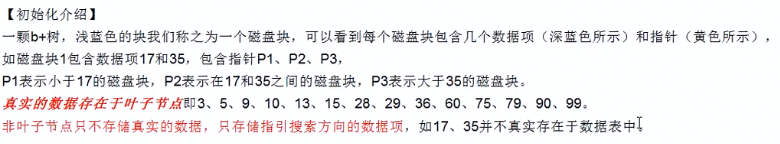 【初始化介绍】
一颗b+树，浅蓝色的块我们称之为一个磁盘块，可以看到每个磁盘块包含几个数据项（深蓝色所示）和指针（黄色所示），
如磁盘块1包含数据项17和35，包含指针P1、P2、P3，
P1表示小于17的磁盘块，P2表示在17和35之间的磁盘块，P3表示大于35的磁盘块。
真实的数据存在于叶子节点即3、5、9、10、13、15、28、29、36、60、75、79、90、99。
非叶子节点只不存储真实的数据，只存储指引搜索方向的数据项，如17、35并不真实存在于数据表中。